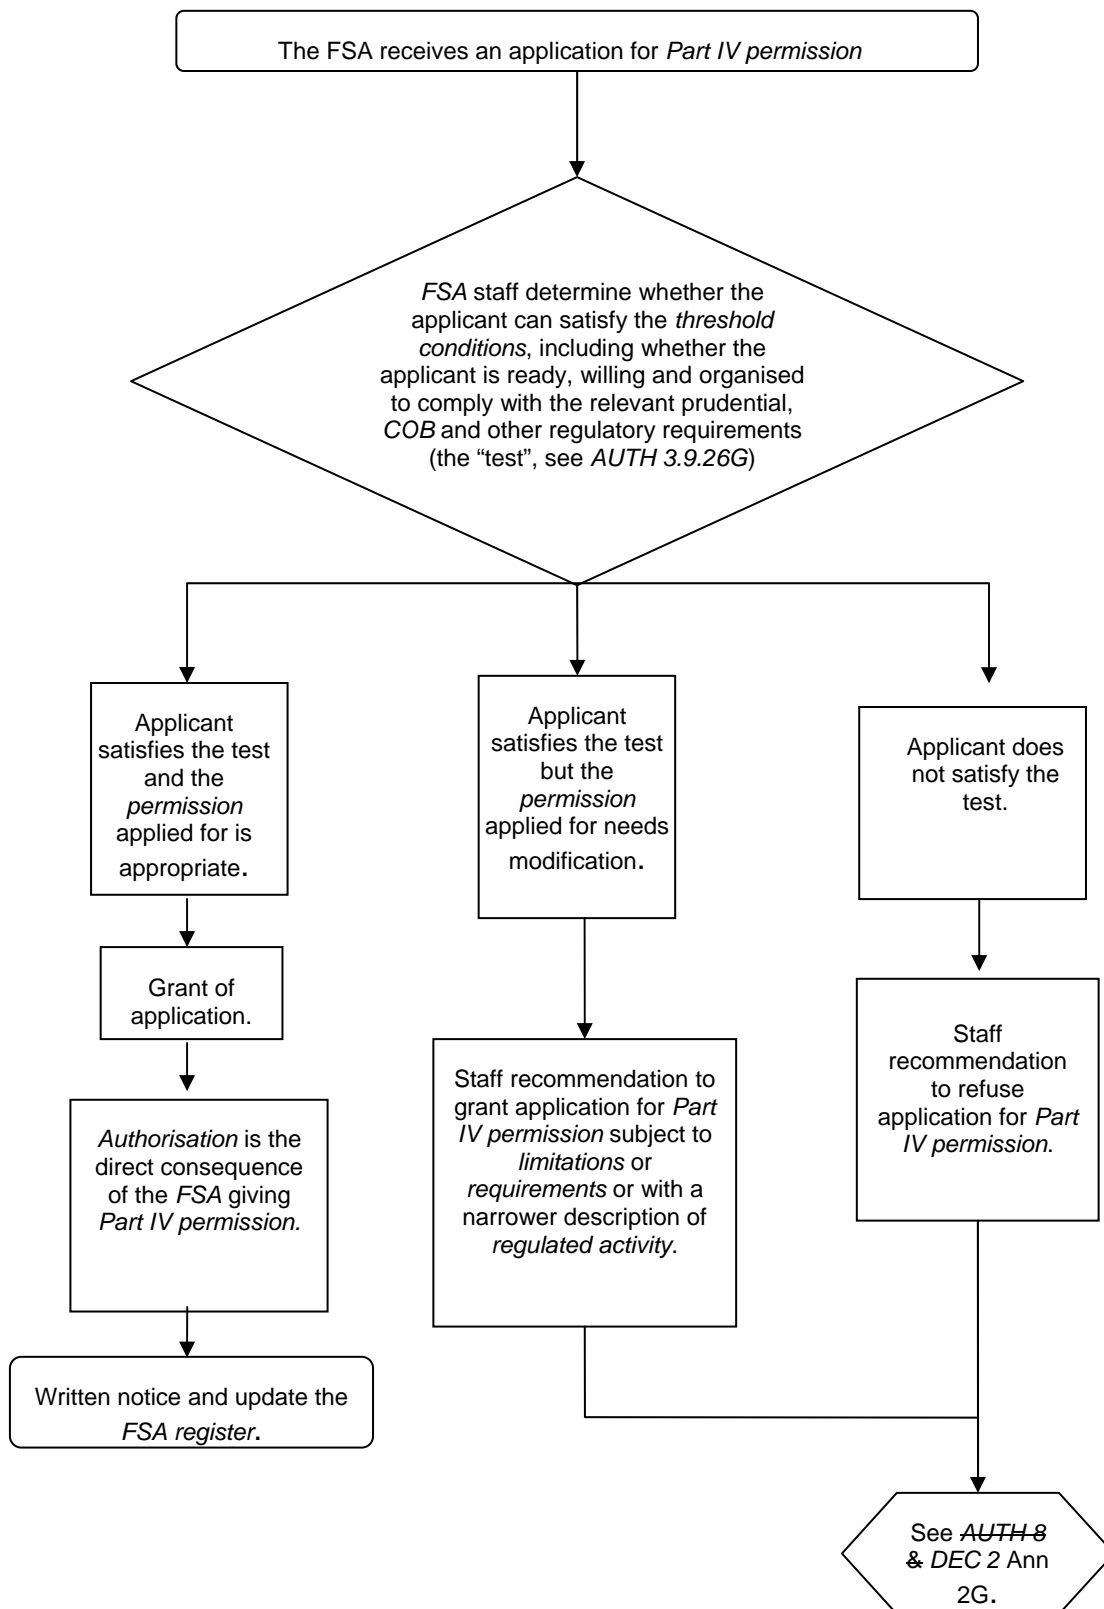 The FSA receives an application for Part IV permission
FSA staff determine whether the
applicant can satisfy the threshold
conditions, including whether the
applicant is ready, willing and organised
to comply with the relevant prudential,
COB and other regulatory requirements
(the “test”, see AUTH 3.9.26G)
Applicant
satisfies the test
and the
permission
applied for is
appropriate.
Applicant
satisfies the test
but the
permission
applied for needs
modification.
Applicant does
not satisfy the
test.
Grant of
application.
Staff
recommendation
to refuse
application for Part
IV permission.
Authorisation is the
direct consequence
of the FSA giving
Part IV permission.
Staff recommendation to
grant application for Part
IV permission subject to
limitations or
requirements or with a
narrower description of
regulated activity.
Written notice and update the
FSA register.
See AUTH 8
& DEC 2 Ann
2G.